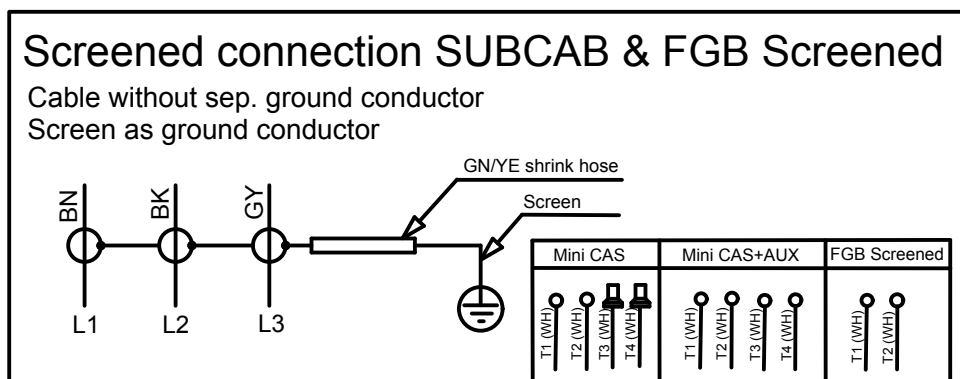 Screened connection SUBCAB & FGB Screened
Cable without sep. ground conductor
Screen as ground conductor
GN/YE shrink hose
BN
BK
GY
Screen
L1
L2
L3
Mini CAS
Mini CAS+AUX
FGB Screened
T1 (WH)
T2 (WH)
T3 (WH)
T4 (WH)
T1 (WH)
T2 (WH)
T3 (WH)
T4 (WH)
T1 (WH)
T2 (WH)